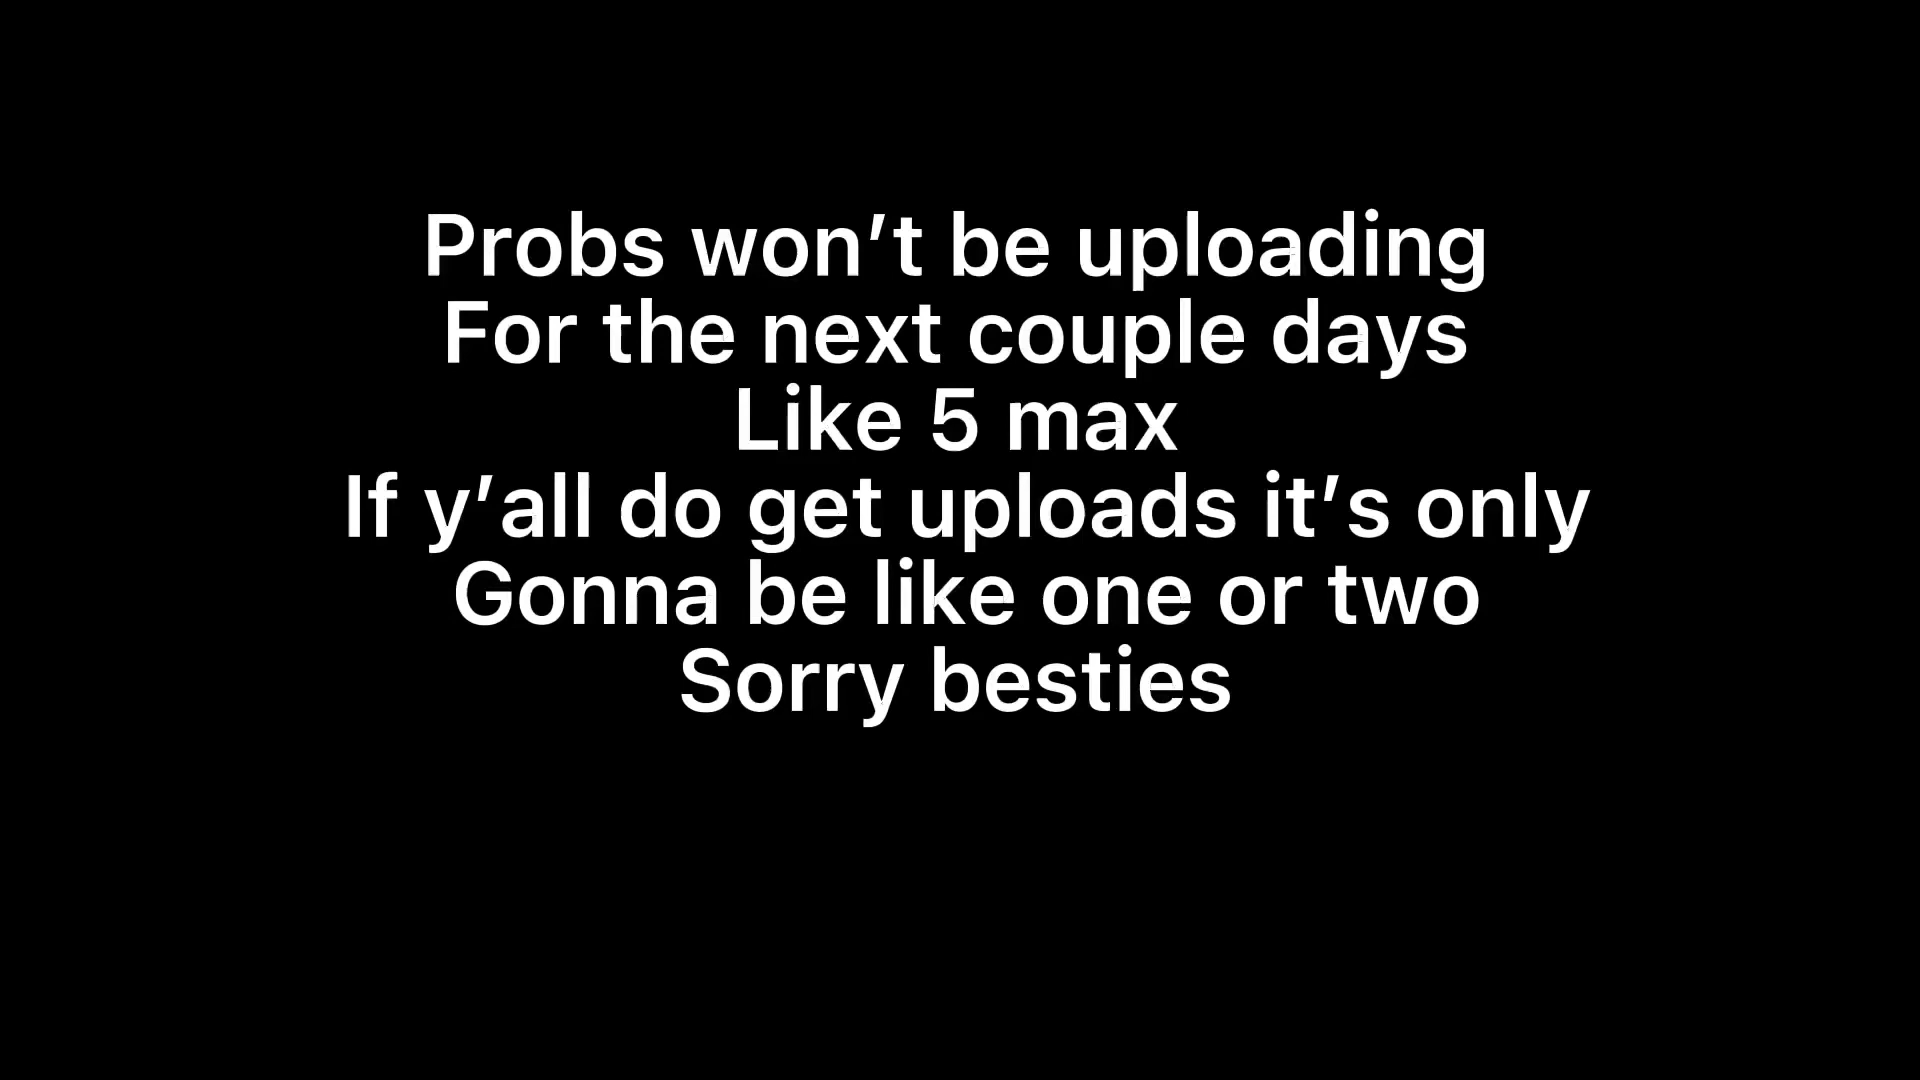 Probs won’t be uploading
For the next couple days
Like 5 max
If y’all do get uploads it’s only
Gonna be like one or two
Sorry besties